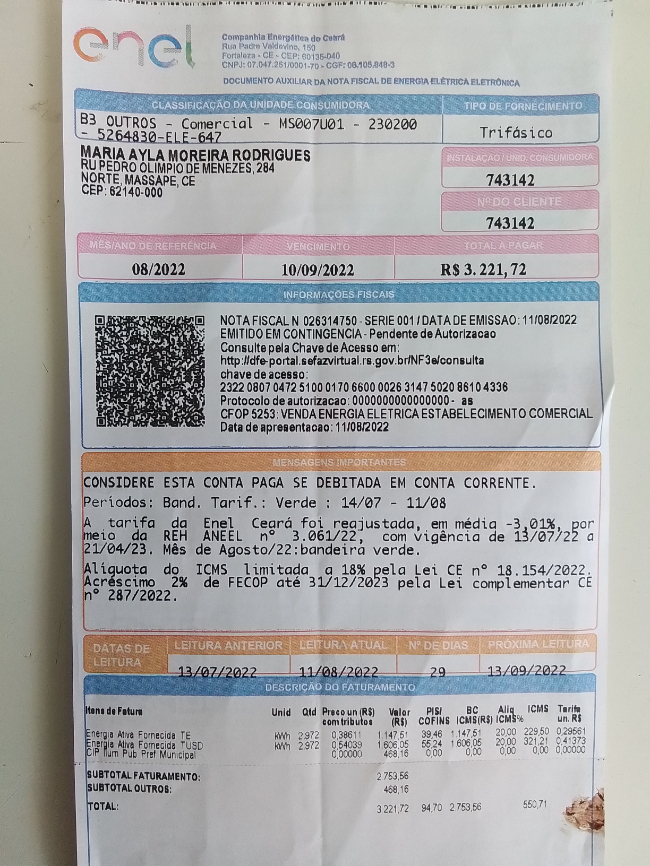 enel
Companhia Energética do Ceará
Rua Padre Valdevino, 150
Fortaleza - CE - CEP: 60135-040
CNPJ: 07.047.251/0001-70 - CGF: 06.105.848-3
DOCUMENTO AUXILIAR DA NOTA FISCAL DE ENERGIA ELÉTRICA ELETRÔNICA
CLASSIFICAÇÃO DA UNIDADE CONSUMIDORA
TIPO DE FORNECIMENTO
B3 OUTROS - Comercial - MS007U01 - 230200
- 5264830-ELE-647
Trifásico
MARIA AYLA MOREIRA RODRIGUES
RU PEDRO OLIMPIO DE MENEZES, 284
NORTE, MASSAPE, CE
CEP: 62140-000
INSTALAÇÃO / UNID. CONSUMIDORA
743142
Nº DO CLIENTE
743142
MÊS/ANO DE REFERÊNCIA VENCIMENTO TOTAL A PAGAR
08/2022 10/09/2022 R$ 3.221,72
INFORMAÇÕES FISCAIS
NOTA FISCAL N 026314750 - SERIE 001 / DATA DE EMISSAO: 11/08/2022
EMITIDO EM CONTINGENCIA - Pendente de Autorizacao
Consulte pela Chave de Acesso em:
http://dfe-portal.sefazvirtual.rs.gov.br/NF3e/consulta
chave de acesso:
2322 0807 0472 5100 0170 6600 0026 3147 5020 8610 4336
Protocolo de autorizacao: 0000000000000000 - as
CFOP 5253: VENDA ENERGIA ELETRICA ESTABELECIMENTO COMERCIAL
Data de apresentacao: 11/08/2022
MENSAGENS IMPORTANTES
CONSIDERE ESTA CONTA PAGA SE DEBITADA EM CONTA CORRENTE.
Períodos: Band. Tarif.: Verde : 14/07 - 11/08
A tarifa da Enel Ceará foi reajustada, em média -3,01%, por
meio da REH ANEEL nº 3.061/22, com vigência de 13/07/22 a
21/04/23. Mês de Agosto/22:bandeira verde.
Alíquota do ICMS limitada a 18% pela Lei CE nº 18.154/2022.
Acréscimo 2% de FECOP até 31/12/2023 pela Lei complementar CE
nº 287/2022.
DATAS DE LEITURA
LEITURA ANTERIOR LEITURA ATUAL Nº DE DIAS PRÓXIMA LEITURA
13/07/2022 11/08/2022 29 13/09/2022
DESCRIÇÃO DO FATURAMENTO
Itens de Fatura Unid Qtd Preco un (R$) com tributos Valor (R$) PIS/ COFINS BC ICMS(R$) Aliq ICMS% ICMS Tarifa un. R$
Energia Ativa Fornecida TE kWh 2.972 0,38611 1.147,51 39,46 1.147,51 20,00 229,50 0,29561
Energia Ativa Fornecida TUSD kWh 2.972 0,54039 1.606,05 55,24 1.606,05 20,00 321,21 0,41373
CIP Ilum Pub Pref Municipal 0,00000 468,16 0,00 0,00 0,00 0,00 0,00000
SUBTOTAL FATURAMENTO: 2.753,56
SUBTOTAL OUTROS: 468,16
TOTAL: 3.221,72 94,70 2.753,56 550,71